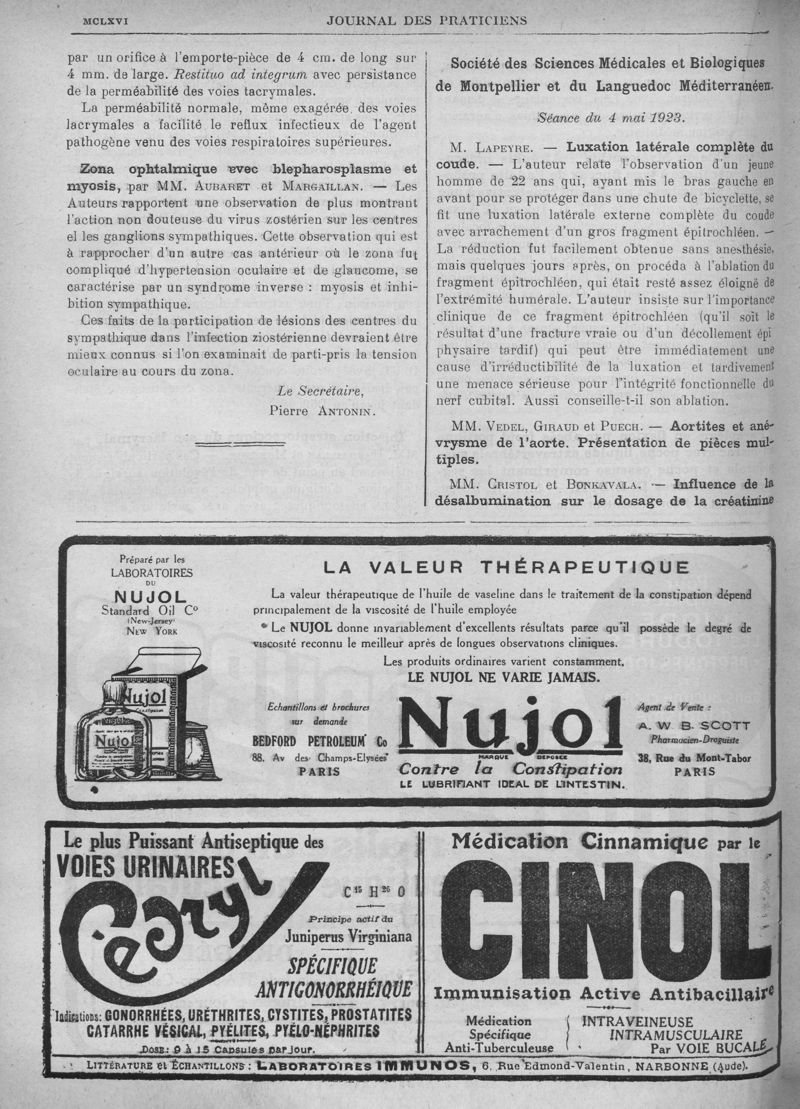 MCLXVI
JOURNAL DES PRATICIENS
par un orifice à l'emporte-pièce de 4 cm. de long sur
4 mm. de large. Restituo ad integrum avec persistance
de la perméabilité des voies tacrymales.
La perméabilité normale, même exagérée des voies
lacrymales a facilité le reflux infectieux de l'agent
pathogène venu des voies respiratoires supérieures.
Zona ophtalmique avec blepharosplasme et
myosis, par MM. AUBARET et MARGAILLAN. — Les
Auteurs rapportent une observation de plus montrant
l'action non douteuse du virus zostérien sur les centres
el les ganglions sympathiques. Cette observation qui est
à rapprocher d'un autre cas antérieur où le zona fut
compliqué d'hypertension oculaire et de glaucome, se
caractérise par un syndrome inverse : myosis et inhi-
bition sympathique.
Ces faits de la participation de lésions des centres du
sympathique dans l'infection ziostérienne devraient être
mieux connus si l'on examinait de parti-pris la tension
oculaire au cours du zona.
Le Secrétaire,
Pierre ANTONIN.
Société des Sciences Médicales et Biologiques
de Montpellier et du Languedoc Méditerranéen.
Séance du 4 mai 1923.
M. LAPEYRE. — Luxation latérale complète du
coude. — L'auteur relate l'observation d'un jeune
homme de 22 ans qui, ayant mis le bras gauche en
avant pour se protéger dans une chute de bicyclette, se
fit une luxation latérale externe complète du coude
avec arrachement d'un gros fragment épitrochléen. —
La réduction fut facilement obtenue sans anesthésie,
mais quelques jours après, on procéda à l'ablation du
fragment épitrochléen, qui était resté assez éloigné de
l'extrémité humérale. L'auteur insiste sur l'importance
clinique de ce fragment épitrochléen (qu'il soit le
résultat d'une fracture vraie ou d'un décollement épi
physaire tardif) qui peut être immédiatement une
cause d'irréductibilité de la luxation et tardivement
une menace sérieuse pour l'intégrité fonctionnelle du
nerf cubital. Aussi conseille-t-il son ablation.
MM. VEDEL, GIRAUD et PUECH. — Aortites et ané-
vrysme de l'aorte. Présentation de pièces mul-
tiples.
MM. CRISTOL et BONKAVALA. — Influence de la
désalbumination sur le dosage de la créatinine
Préparé par les
LABORATOIRES
DU
NUJOL
Standard Oil Co
(New-Jersey)
NEW YORK
Nujol
Nujol
LA VALEUR THÉRAPEUTIQUE
La valeur thérapeutique de l'huile de vaseline dans le traitement de la constipation dépend
principalement de la viscosité de l'huile employée
Le NUJOL donne invariablement d'excellents résultats parce qu'il possède le degré de
viscosité reconnu le meilleur après de longues observations cliniques.
Les produits ordinaires varient constamment,
LE NUJOL NE VARIE JAMAIS.
Echantillons et brochures
sur demande
BEDFORD PETROLEUM Co
88, Av des Champs-Elysées
PARIS
Nujol
MARQUE DÉPOSÉE
Contre la Constipation
LE LUBRIFIANT IDEAL DE L'INTESTIN.
Agent de Vente :
A. W. B. SCOTT
Pharmacien-Droguiste
38, Rue du Mont-Tabor
PARIS
Le plus Puissant Antiseptique des
VOIES URINAIRES
Cedryl
C15 H26 O
Principe actif du
Juniperus Virginiana
SPÉCIFIQUE
ANTIGONORRHÉIQUE
Indications: GONORRHÉES, URÉTHRITES, CYSTITES, PROSTATITES
CATARRHE VÉSICAL, PYÉLITES, PYÉLO-NÉPHRITES
DOSE: 9 à 15 Capsules par Jour.
Médication Cinnamique par le
CINOL
Immunisation Active Antibacillaire
Médication
Spécifique
Anti-Tuberculeuse
INTRAVEINEUSE
INTRAMUSCULAIRE
Par VOIE BUCALE
LITTÉRATURE et ÉCHANTILLONS : LABORATOIRES IMMUNOS, 6, Rue Edmond-Valentin, NARBONNE (Aude).